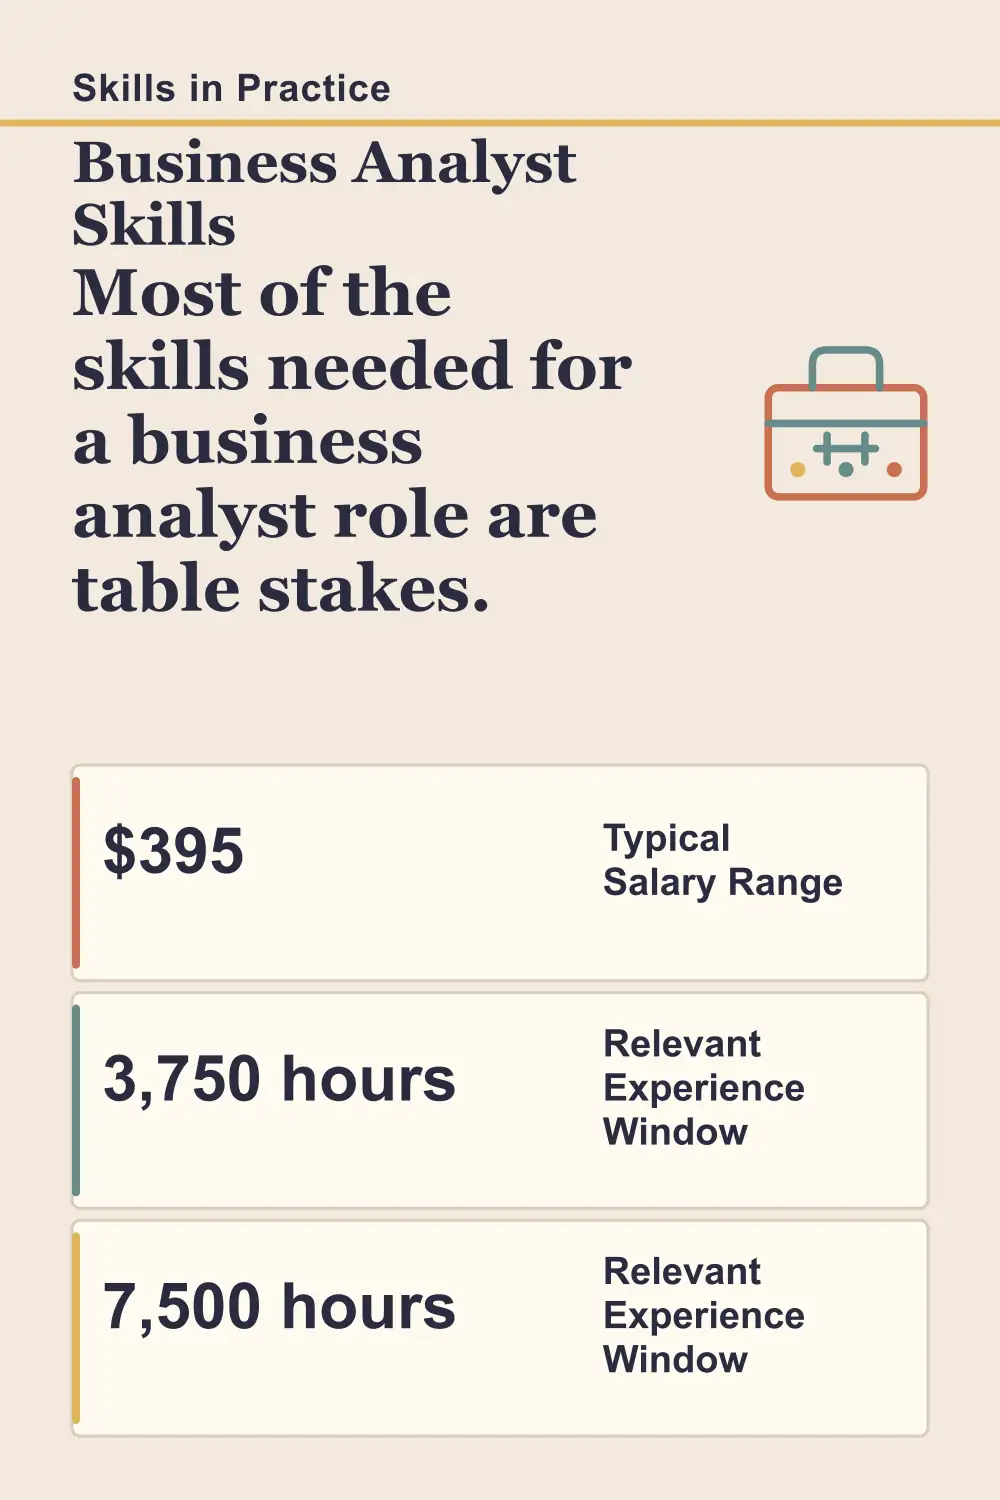 Skills in Practice
Business Analyst
Skills
Most of the
skills needed for
a business
analyst role are
table stakes.
$395
Typical
Salary Range
3,750 hours
Relevant
Experience
Window
7,500 hours
Relevant
Experience
Window